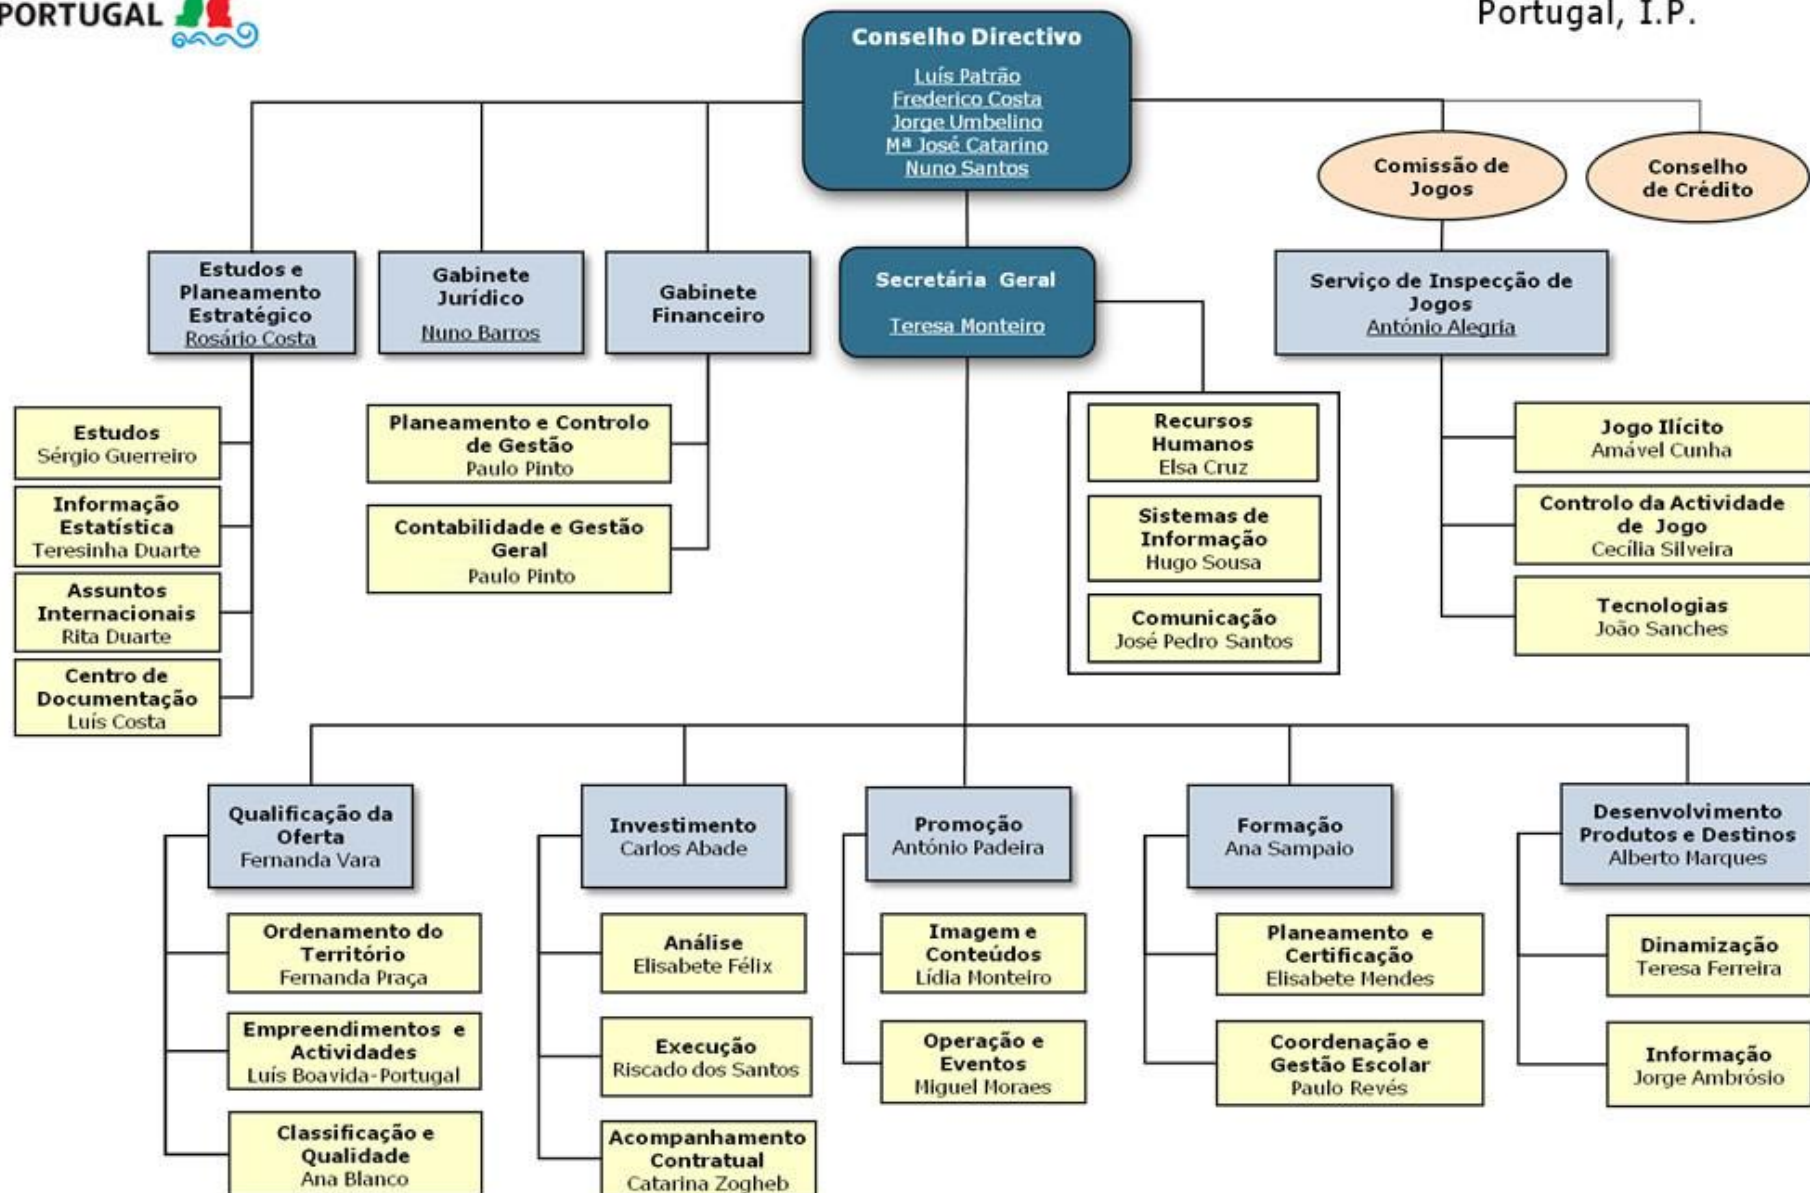 PORTUGAL
Portugal, I.P.
Conselho Directivo
Luís Patrão
Frederico Costa
Jorge Umbelino
Mª José Catarino
Nuno Santos
Comissão de
Jogos
Conselho
de Crédito
Estudos e
Planeamento
Estratégico
Rosário Costa
Gabinete
Jurídico
Nuno Barros
Gabinete
Financeiro
Secretária Geral
Teresa Monteiro
Serviço de Inspecção de
Jogos
António Alegria
Estudos
Sérgio Guerreiro
Informação
Estatística
Teresinha Duarte
Assuntos
Internacionais
Rita Duarte
Centro de
Documentação
Luís Costa
Planeamento e Controlo
de Gestão
Paulo Pinto
Contabilidade e Gestão
Geral
Paulo Pinto
Recursos
Humanos
Elsa Cruz
Sistemas de
Informação
Hugo Sousa
Comunicação
José Pedro Santos
Jogo Ilícito
Amável Cunha
Controlo da Actividade
de Jogo
Cecília Silveira
Tecnologias
João Sanches
Qualificação da
Oferta
Fernanda Vara
Ordenamento do
Território
Fernanda Praça
Empreendimentos e
Actividades
Luís Boavida-Portugal
Classificação e
Qualidade
Ana Blanco
Investimento
Carlos Abade
Análise
Elisabete Félix
Execução
Riscado dos Santos
Acompanhamento
Contratual
Catarina Zogheb
Promoção
António Padeira
Imagem e
Conteúdos
Lídia Monteiro
Operação e
Eventos
Miguel Moraes
Formação
Ana Sampaio
Planeamento e
Certificação
Elisabete Mendes
Coordenação e
Gestão Escolar
Paulo Revés
Desenvolvimento
Produtos e Destinos
Alberto Marques
Dinamização
Teresa Ferreira
Informação
Jorge Ambrósio